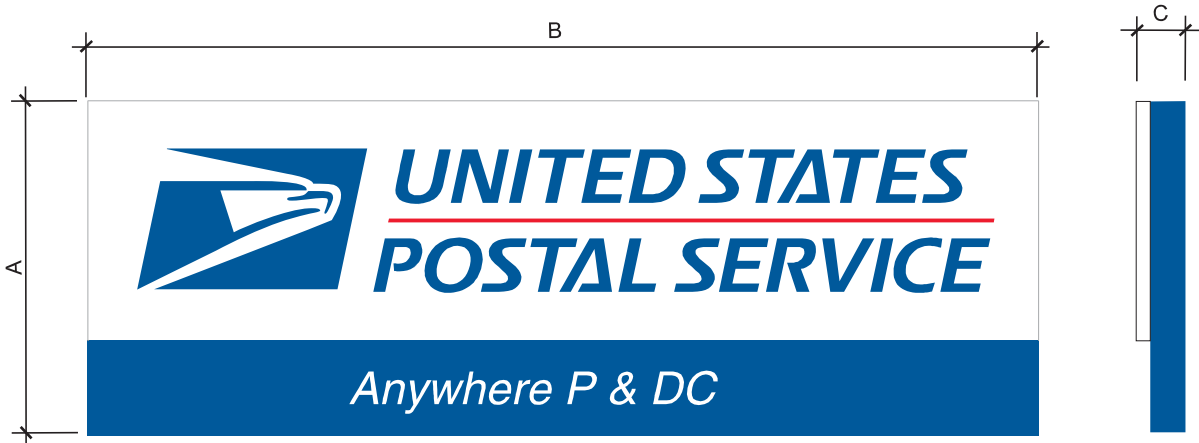 B
C
A
UNITED STATES
POSTAL SERVICE
Anywhere P & DC